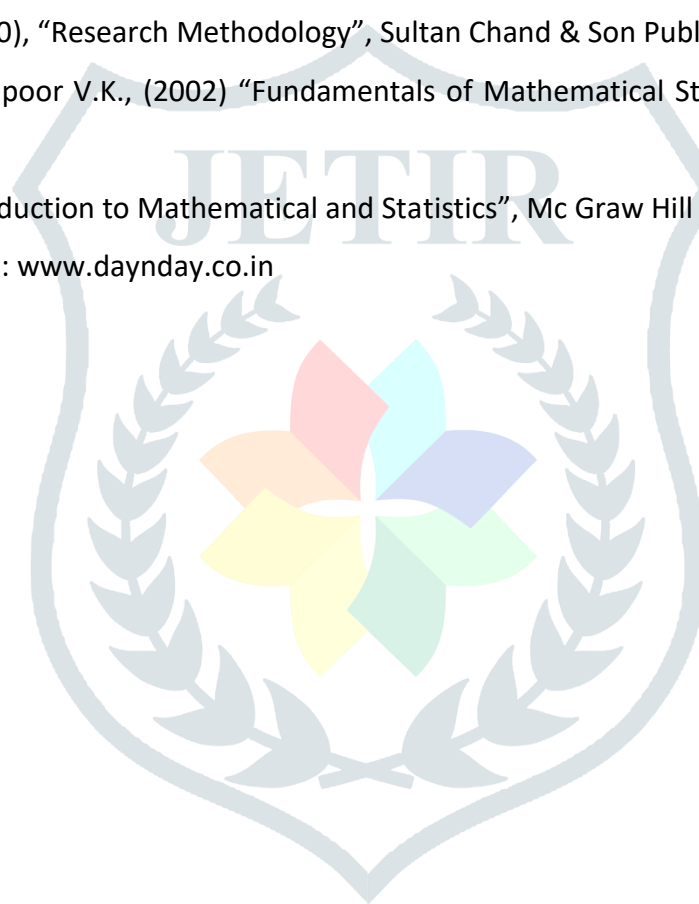 0), “Research Methodology”, Sultan Chand & Son Publ
poor V.K., (2002) “Fundamentals of Mathematical St
duction to Mathematical and Statistics”, Mc Graw Hill
: www.daynday.co.in
JETIR